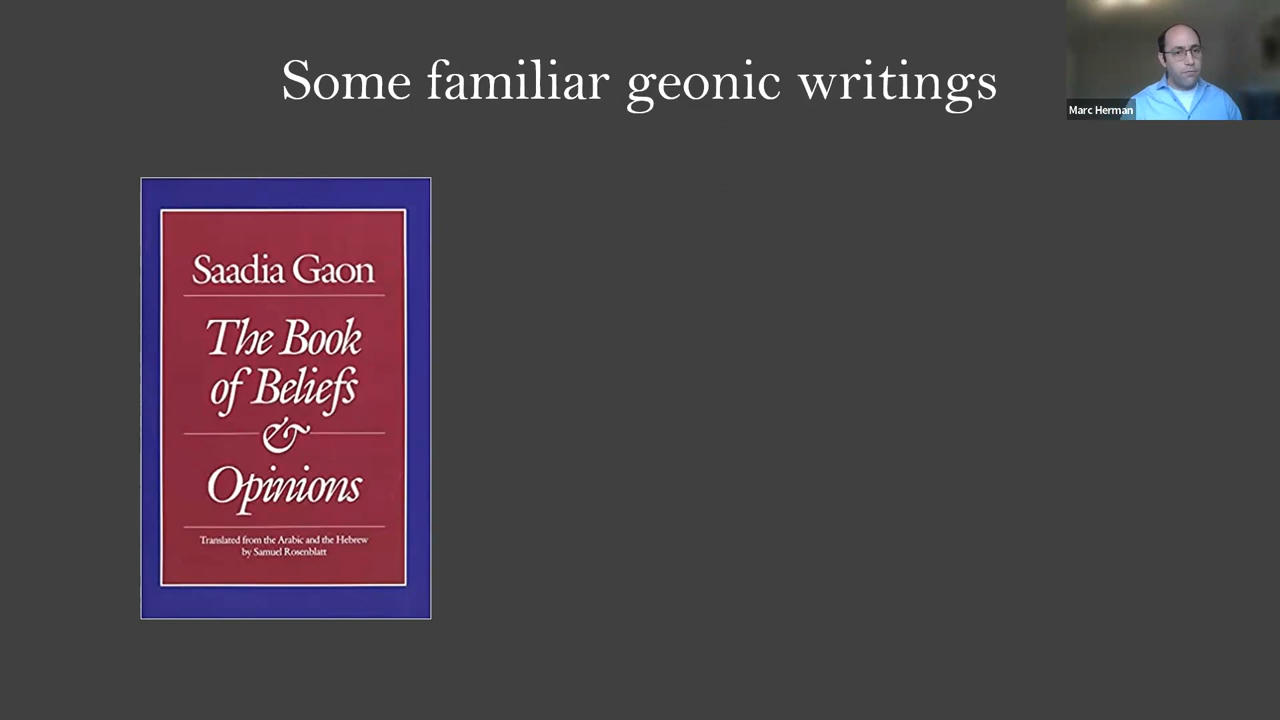 Some familiar geonic writings
Marc Herman
Saadia Gaon
The Book
of Beliefs
&
Opinions
Translated from the Arabic and the Hebrew
by Samuel Rosenblatt